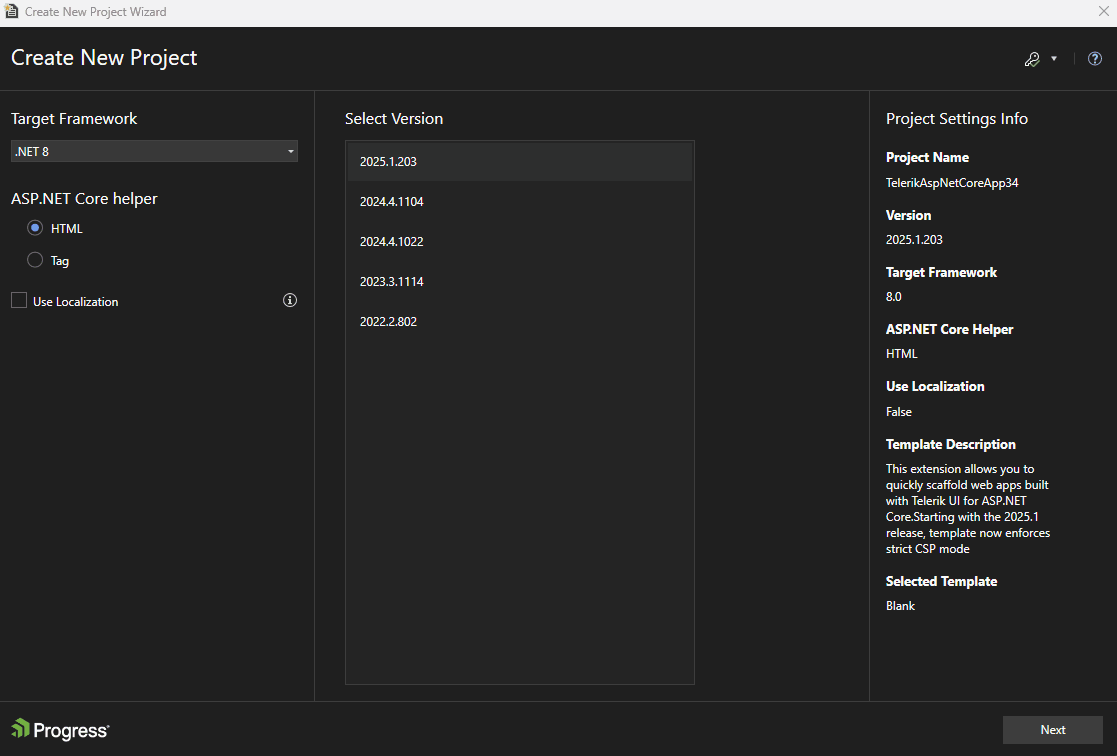 Create New Project Wizard
Create New Project
Target Framework
.NET 8
ASP.NET Core helper
HTML
Tag
Use Localization
Select Version
2025.1.203
2024.4.1104
2024.4.1022
2023.3.1114
2022.2.802
Project Settings Info
Project Name
TelerikAspNetCoreApp34
Version
2025.1.203
Target Framework
8.0
ASP.NET Core Helper
HTML
Use Localization
False
Template Description
This extension allows you to
quickly scaffold web apps built
with Telerik UI for ASP.NET
Core.Starting with the 2025.1
release, template now enforces
strict CSP mode
Selected Template
Blank
Progress
Next